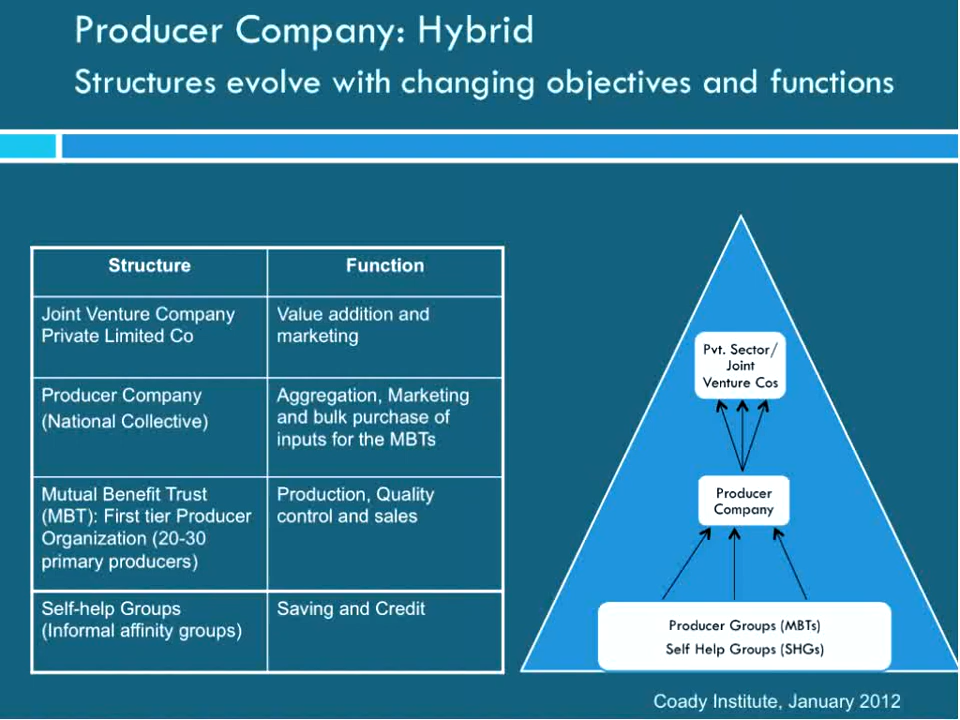 Producer Company: Hybrid
Structures evolve with changing objectives and functions
Structure
Function
Joint Venture Company
Private Limited Co
Value addition and
marketing
Producer Company
(National Collective)
Aggregation, Marketing
and bulk purchase of
inputs for the MBTs
Mutual Benefit Trust
(MBT): First tier Producer
Organization (20-30
primary producers)
Production, Quality
control and sales
Self-help Groups
(Informal affinity groups)
Saving and Credit
Pvt. Sector/
Joint
Venture Cos
Producer
Company
Producer Groups (MBTs)
Self Help Groups (SHGs)
Coady Institute, January 2012